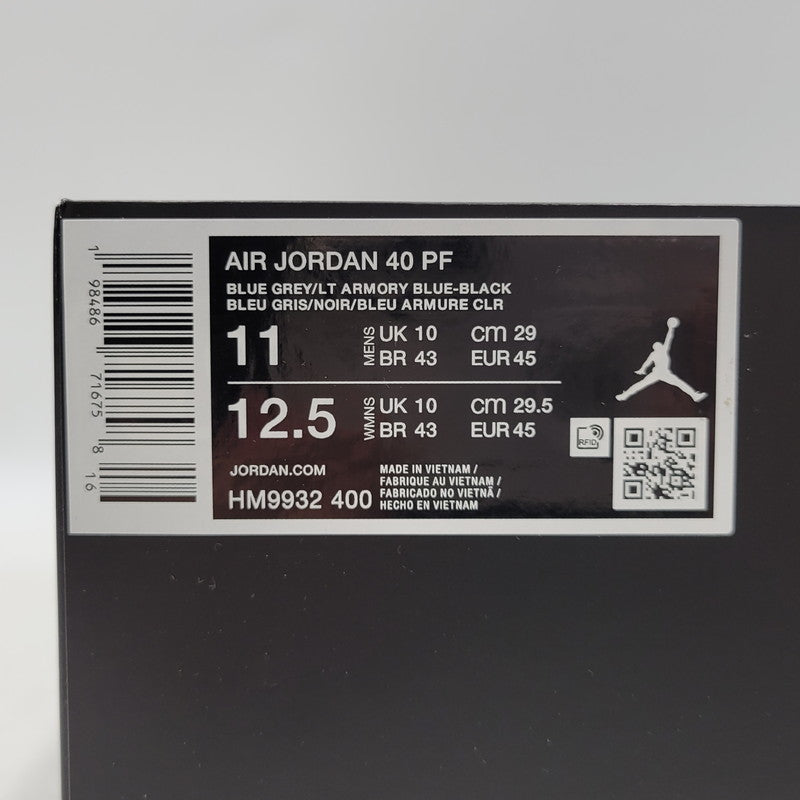 AIR JORDAN 40 PF
BLUE GREY/LT ARMORY BLUE-BLACK
BLEU GRIS/NOIR/BLEU ARMURE CLR
11 MENS UK 10 CM 29
BR 43 EUR 45
12.5 WMNS UK 10 CM 29.5
BR 43 EUR 45
RFID
JORDAN.COM
HM9932 400
MADE IN VIETNAM /
FABRIQUE AU VIETNAM /
FABRICADO NO VIETNÃ /
HECHO EN VIETNAM
1 98486 71675 8 16